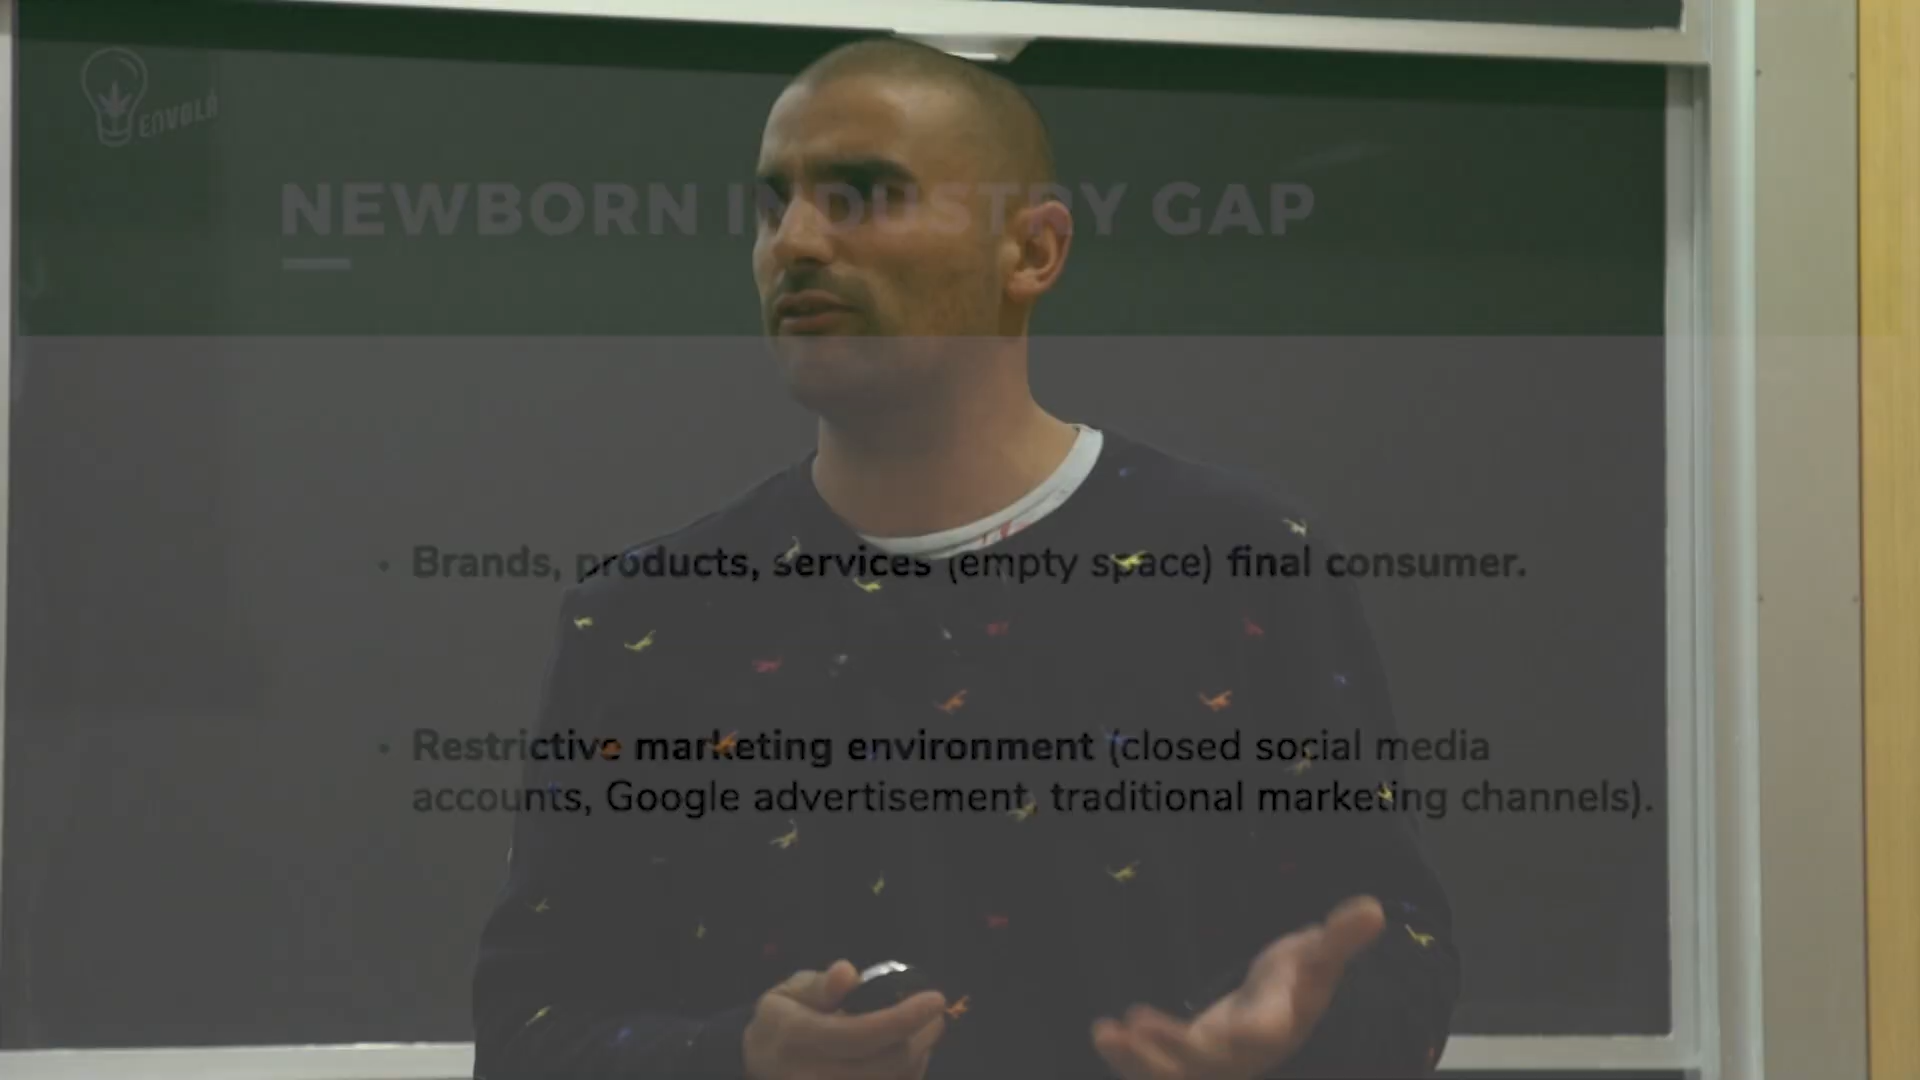 ENVOLÁ
NEWBORN INDUSTRY GAP
• Brands, products, services (empty space) final consumer.
• Restrictive marketing environment (closed social media
accounts, Google advertisement, traditional marketing channels).